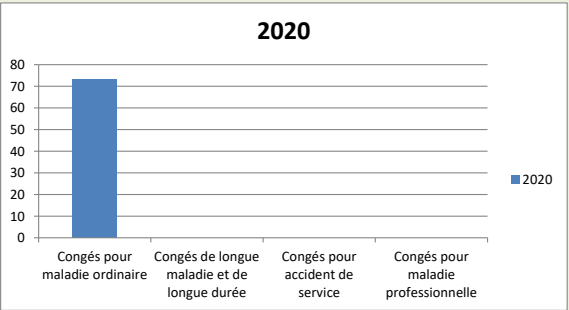 2020
80
70
60
50
40
30
20
10
0
Congés pour
maladie ordinaire
Congés de longue
maladie et de
longue durée
Congés pour
accident de
service
Congés pour
maladie
professionnelle
2020